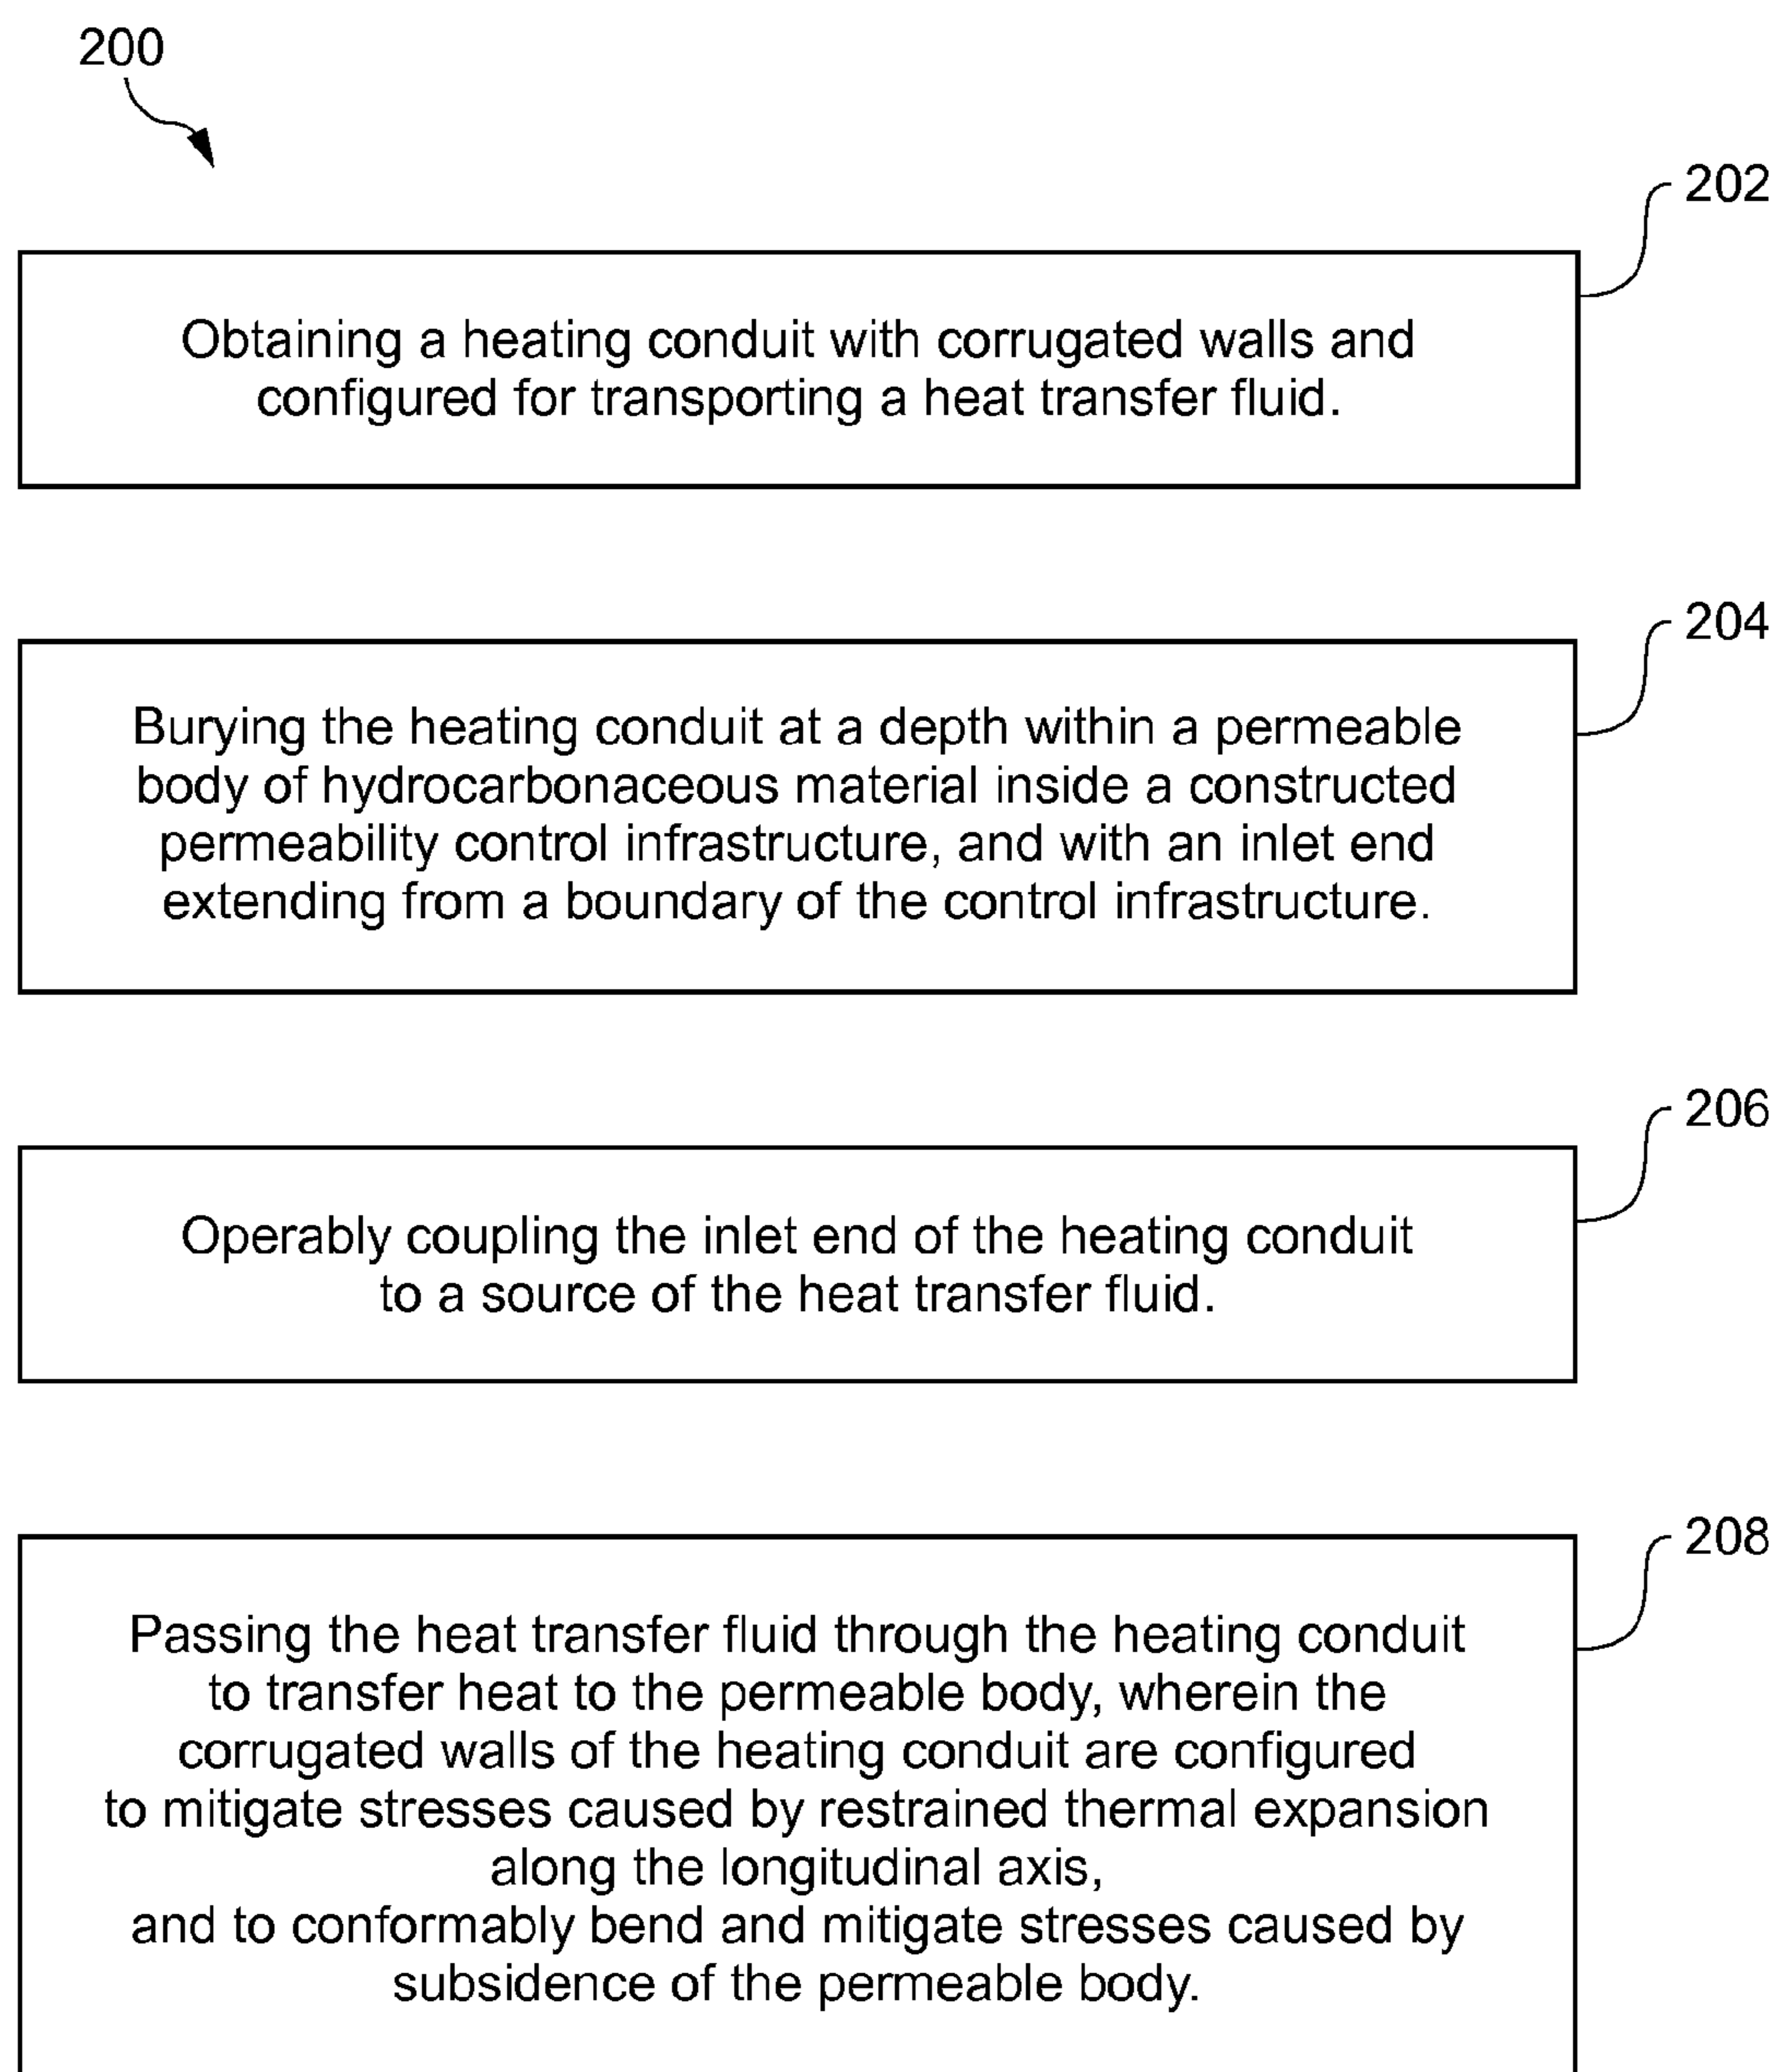 200
202
Obtaining a heating conduit with corrugated walls and
configured for transporting a heat transfer fluid.
204
Burying the heating conduit at a depth within a permeable
body of hydrocarbonaceous material inside a constructed
permeability control infrastructure, and with an inlet end
extending from a boundary of the control infrastructure.
206
Operably coupling the inlet end of the heating conduit
to a source of the heat transfer fluid.
208
Passing the heat transfer fluid through the heating conduit
to transfer heat to the permeable body, wherein the
corrugated walls of the heating conduit are configured
to mitigate stresses caused by restrained thermal expansion
along the longitudinal axis,
and to conformably bend and mitigate stresses caused by
subsidence of the permeable body.